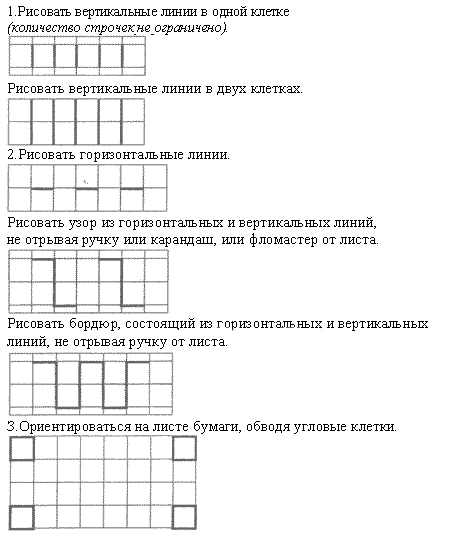 1.Рисовать вертикальные линии в одной клетке
(количество строчек не ограничено).
Рисовать вертикальные линии в двух клетках.
2.Рисовать горизонтальные линии.
Рисовать узор из горизонтальных и вертикальных линий,
не отрывая ручку или карандаш, или фломастер от листа.
Рисовать бордюр, состоящий из горизонтальных и вертикальных
линий, не отрывая ручку от листа.
3.Ориентироваться на листе бумаги, обводя угловые клетки.